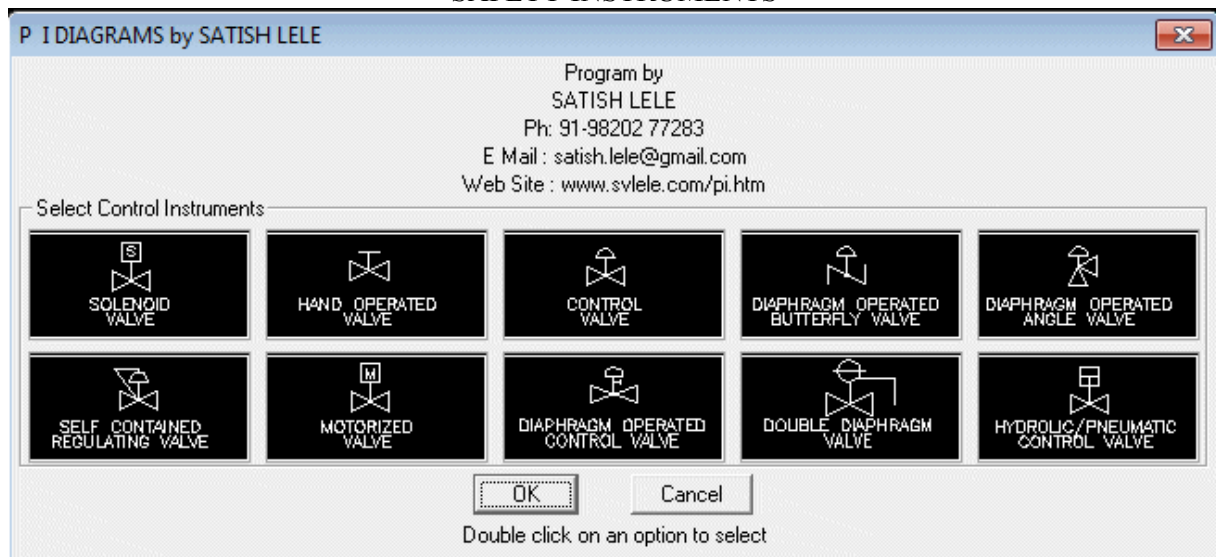 SAFETY INSTRUMENTS
P I DIAGRAMS by SATISH LELE
Program by
SATISH LELE
Ph: 91-98202 77283
E Mail : satish.lele@gmail.com
Web Site : www.svlele.com/pi.htm
Select Control Instruments
S
SOLENOID
VALVE
HAND OPERATED
VALVE
CONTROL
VALVE
DIAPHRAGM OPERATED
BUTTERFLY VALVE
DIAPHRAGM OPERATED
ANGLE VALVE
SELF CONTAINED
REGULATING VALVE
M
MOTORIZED
VALVE
DIAPHRAGM OPERATED
CONTROL VALVE
DOUBLE DIAPHRAGM
VALVE
HYDROLIC/PNEUMATIC
CONTROL VALVE
OK
Cancel
Double click on an option to select